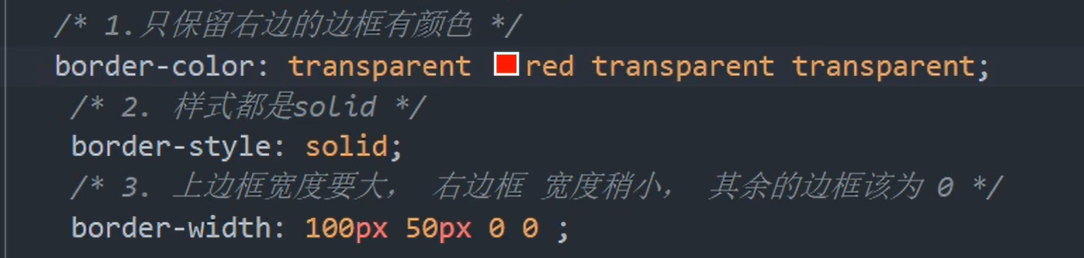 /* 1.只保留右边的边框有颜色 */
border-color: transparent red transparent transparent;
/* 2. 样式都是solid */
border-style: solid;
/* 3. 上边框宽度要大， 右边框 宽度稍小， 其余的边框该为 0 */
border-width: 100px 50px 0 0 ;